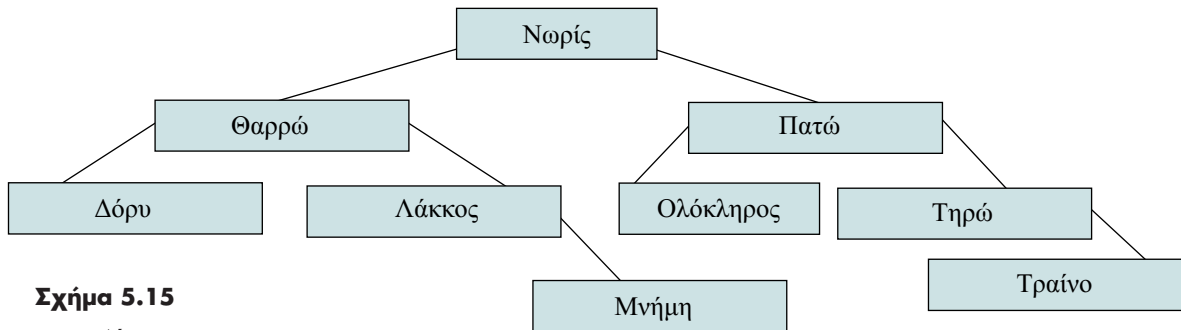 Νωρίς
Θαρρώ
Πατώ
Δόρυ
Λάκκος
Ολόκληρος
Τηρώ
Μνήμη
Τραίνο
Σχήμα 5.15